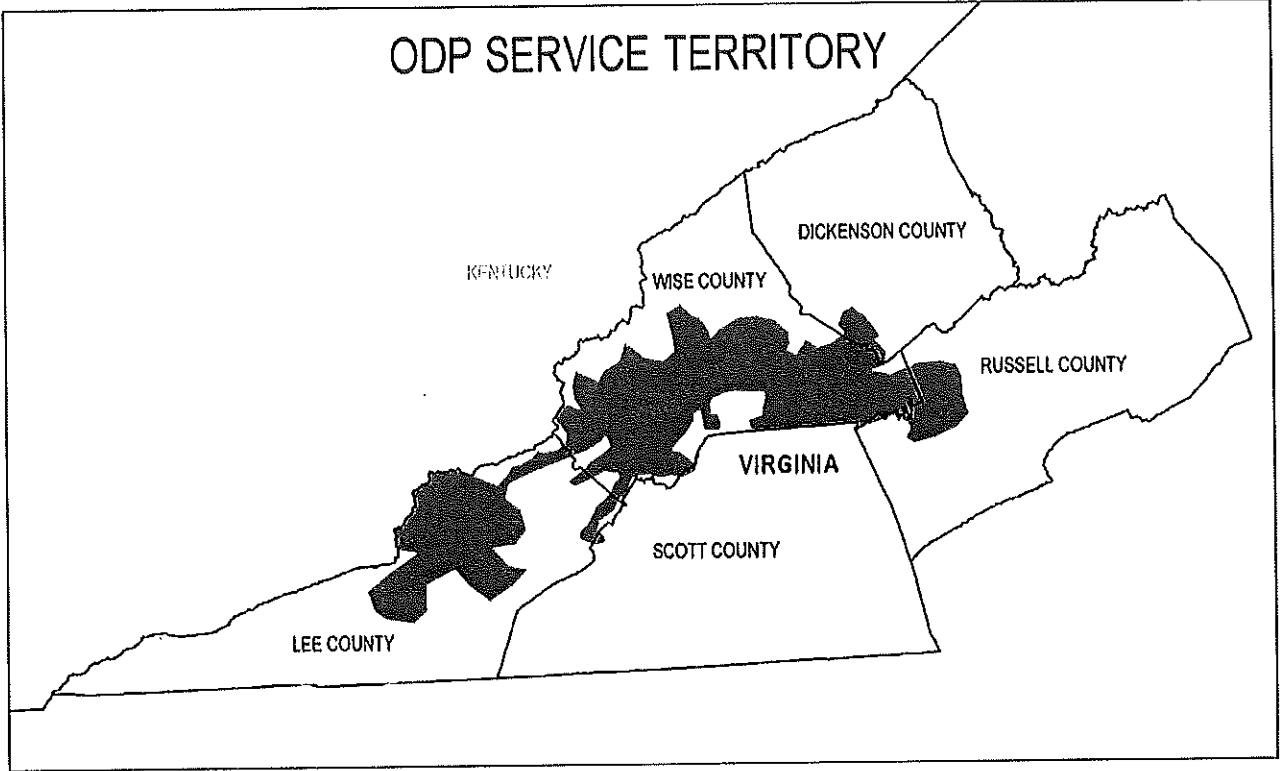 ODP SERVICE TERRITORY
DICKENSON COUNTY
KENTUCKY
WISE COUNTY
RUSSELL COUNTY
VIRGINIA
SCOTT COUNTY
LEE COUNTY